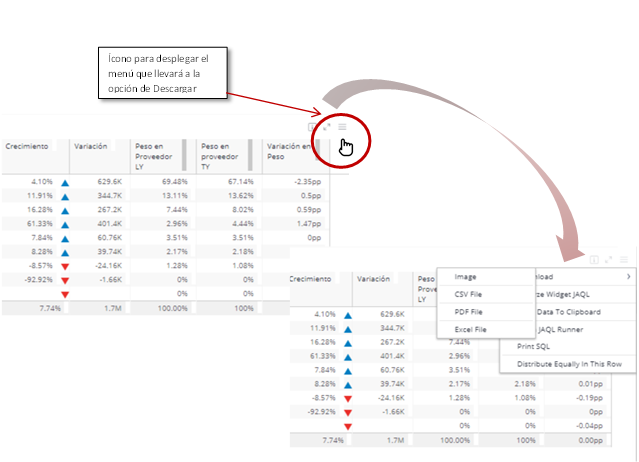 Ícono para desplegar el
menú que llevará a la
opción de Descargar
Crecimiento Variación Peso en Proveedor LY Peso en proveedor TY Variación en Peso
4.10% 629.6K 69.48% 67.14% -2.35pp
11.91% 344.7K 13.11% 13.62% 0.5pp
16.28% 267.2K 7.44% 8.02% 0.59pp
61.33% 401.4K 2.96% 4.44% 1.47pp
7.84% 60.76K 3.51% 3.51% 0pp
8.28% 39.74K 2.17% 2.18%
-8.57% -24.16K 1.28% 1.08%
-92.92% -1.66K 0% 0%
0% 0%
7.74% 1.7M 100.00% 100%
Crecimiento Variación Peso Prove LY
Image
CSV File
PDF File
Excel File
load
ze Widget JAQL
Data To Clipboard
JAQL Runner
Print SQL
Distribute Equally In This Row
4.10% 629.6K
11.91% 344.7K
16.28% 267.2K 7.44%
61.33% 401.4K 2.96%
7.84% 60.76K 3.51%
8.28% 39.74K 2.17% 2.18% 0.01pp
-8.57% -24.16K 1.28% 1.08% -0.19pp
-92.92% -1.66K 0% 0% 0pp
0% 0% -0.04pp
7.74% 1.7M 100.00% 100% 0.00pp